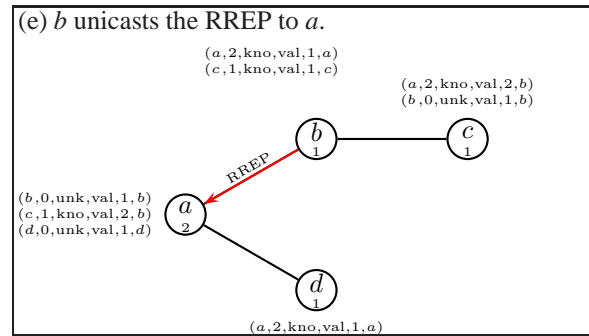 (e) b unicasts the RREP to a.
(a,2,kno,val,1,a)
(c,1,kno,val,1,c)
(a,2,kno,val,2,b)
(b,0,unk,val,1,b)
b
1
c
1
RREP
(b,0,unk,val,1,b)
(c,1,kno,val,2,b)
(d,0,unk,val,1,d)
a
2
d
1
(a,2,kno,val,1,a)